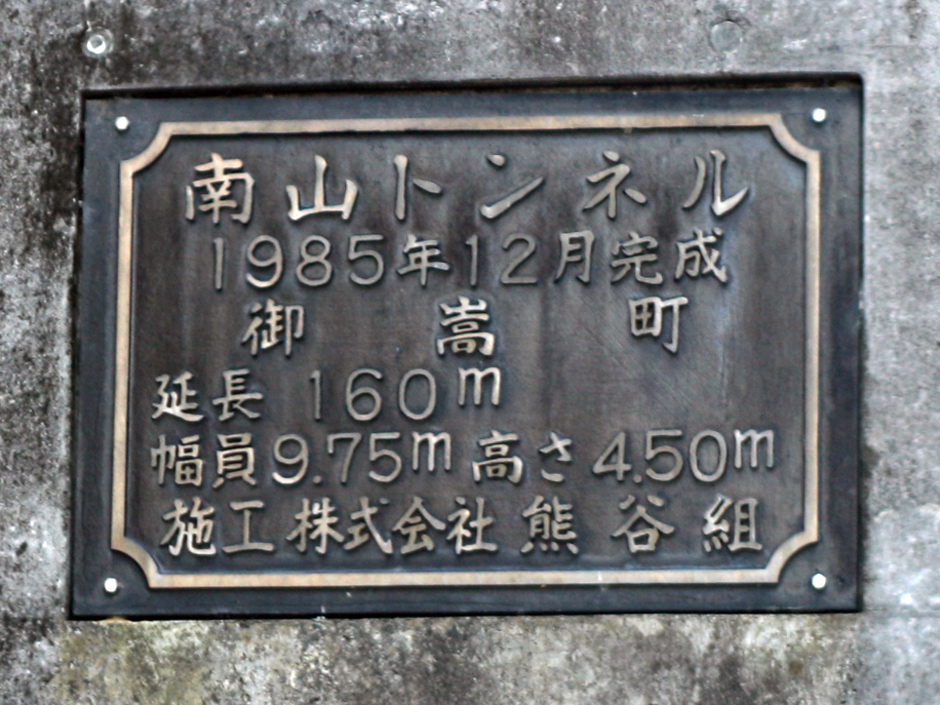 南山トンネル
1985年12月完成
御嵩町
延長 160m
幅員9.75m 高さ4.50m
施工 株式会社 熊谷組